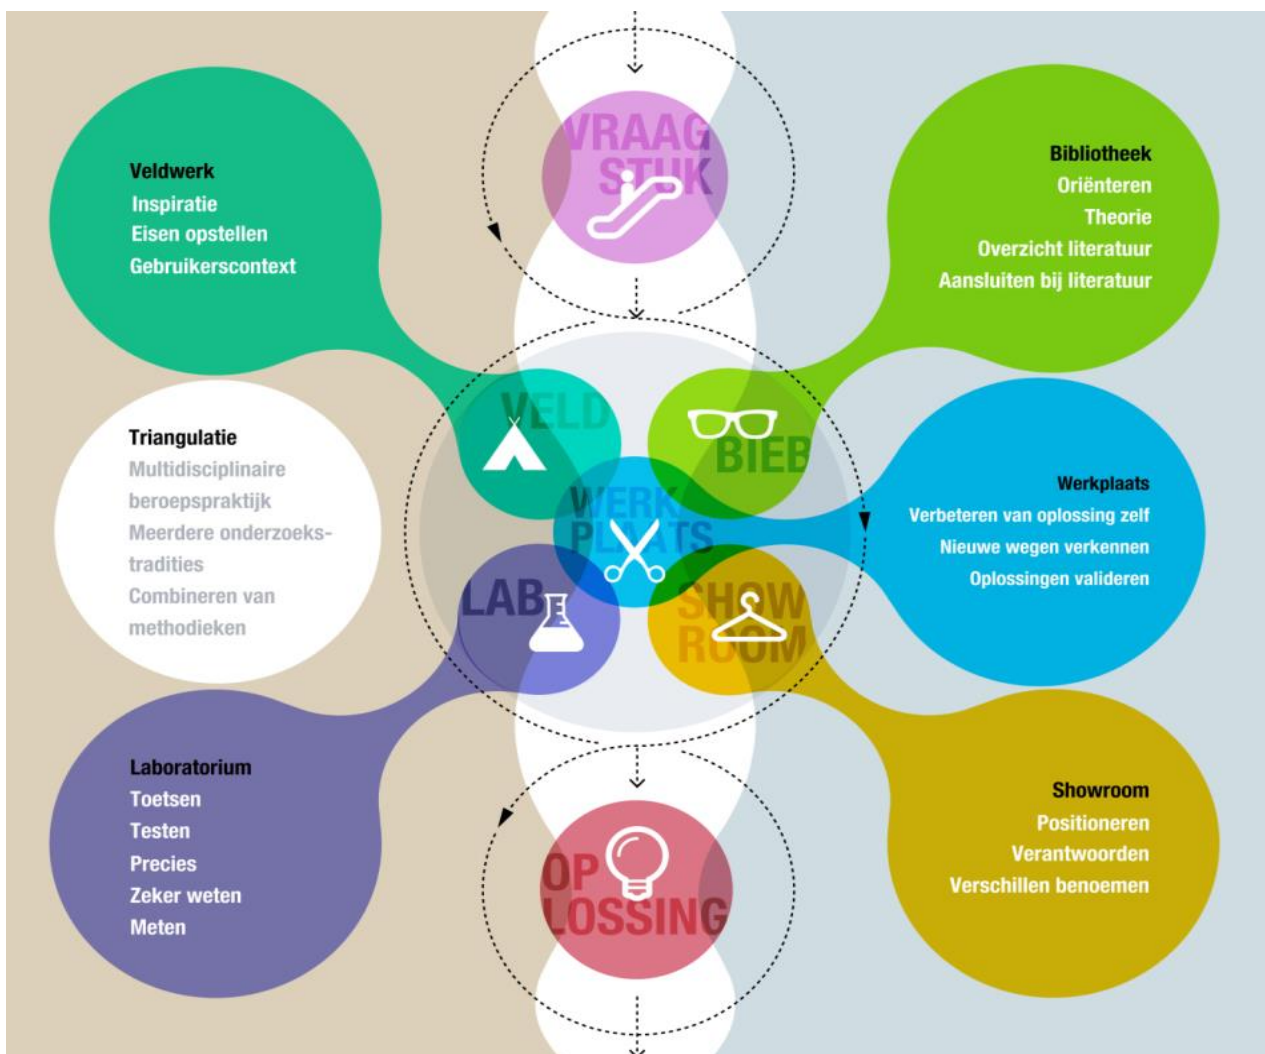 VRAAG
STUK
Veldwerk
Inspiratie
Eisen opstellen
Gebruikerscontext
Bibliotheek
Oriënteren
Theorie
Overzicht literatuur
Aansluiten bij literatuur
VELD
BIEB
WERK
PLAATS
LAB
SHOW
ROOM
Triangulatie
Multidisciplinaire
beroepspraktijk
Meerdere onderzoeks-
tradities
Combineren van
methodieken
Werkplaats
Verbeteren van oplossing zelf
Nieuwe wegen verkennen
Oplossingen valideren
Laboratorium
Toetsen
Testen
Precies
Zeker weten
Meten
Showroom
Positioneren
Verantwoorden
Verschillen benoemen
OP
LOSSING